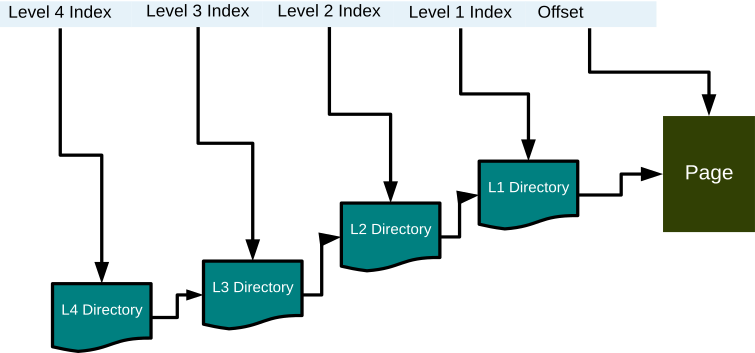 Level 4 Index
Level 3 Index
Level 2 Index
Level 1 Index
Offset
L1 Directory
Page
L2 Directory
L3 Directory
L4 Directory